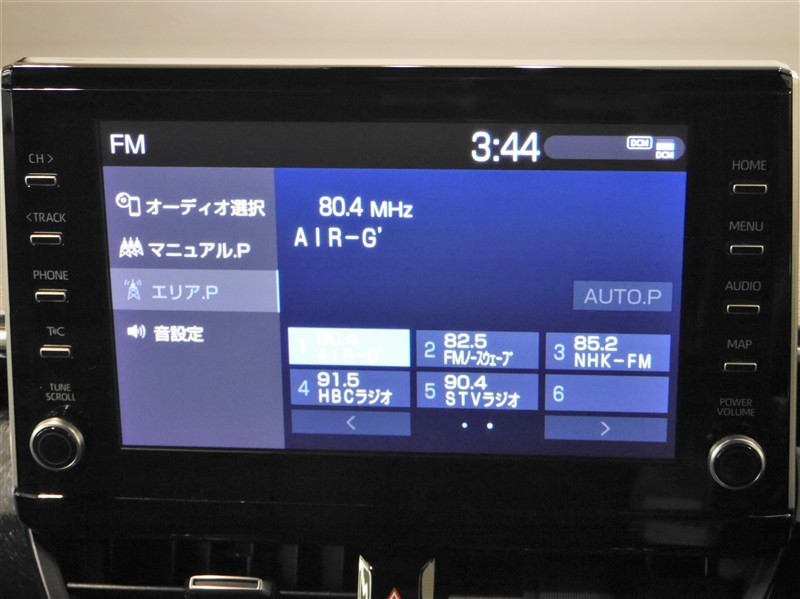 FM
3:44
DCM
DCM
CH >
< TRACK
PHONE
T&C
TUNE
SCROLL
HOME
MENU
AUDIO
MAP
POWER
VOLUME
オーディオ選択
マニュアル.P
エリア.P
音設定
80.4 MHz
AIR-G'
AUTO.P
1 80.4
AIR-G'
2 82.5
FMノースウェーブ
3 85.2
NHK-FM
4 91.5
HBCラジオ
5 90.4
STVラジオ
6
<
>